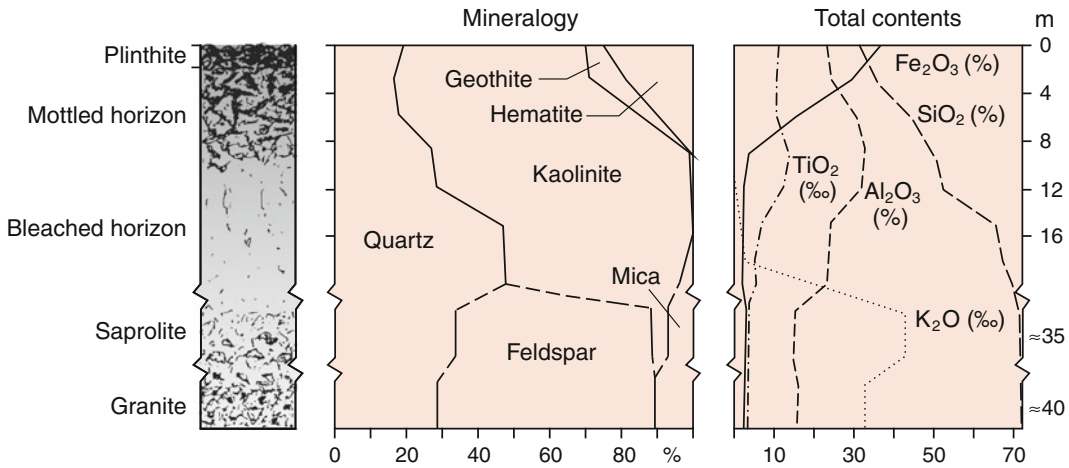 Mineralogy
Total contents
m
Plinthite
Mottled horizon
Bleached horizon
Saprolite
Granite
Geothite
Hematite
Kaolinite
Quartz
Mica
Feldspar
0
20
40
60
80
%
Fe₂O₃ (%)
SiO₂ (%)
TiO₂
(‰)
Al₂O₃
(%)
K₂O (‰)
0
4
8
12
16
≈35
≈40
10
30
50
70